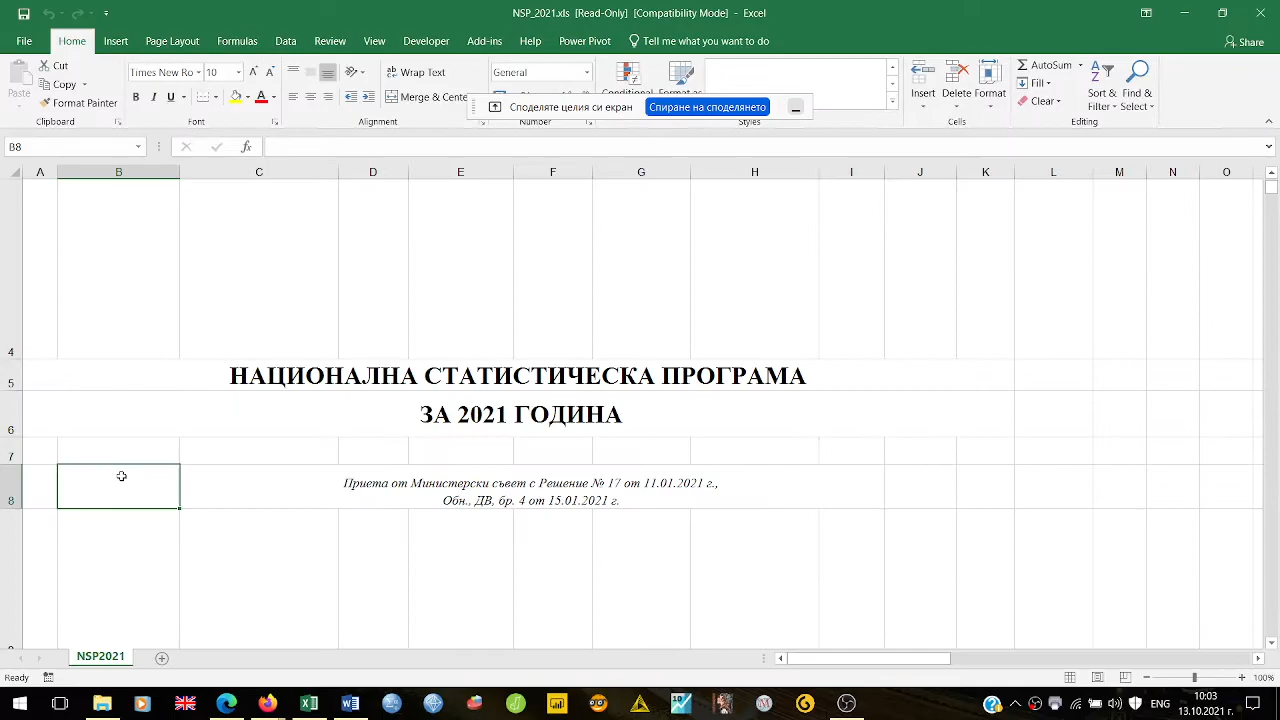 NSP_2021.xls [Read-Only] [Compatibility Mode] - Excel
File Home Insert Page Layout Formulas Data Review View Developer Add-ins Help Power Pivot Tell me what you want to do Share
Cut
Copy
Format Painter
Paste
Clipboard
Times New
B I U
Font
Wrap Text
Merge & Cente
Alignment
General
Number
Conditional Format as
Styles
Insert Delete Format
Cells
AutoSum
Fill
Clear
Sort & Find &
Filter Select
Editing
Споделяте целия си екран Спиране на споделянето
B8 fx
A B C D E F G H I J K L M N O
4
5 НАЦИОНАЛНА СТАТИСТИЧЕСКА ПРОГРАМА
6 ЗА 2021 ГОДИНА
7
8 Приета от Министерски съвет с Решение № 17 от 11.01.2021 г.,
Обн., ДВ, бр. 4 от 15.01.2021 г.
NSP2021
Ready 100%
ENG 10:03
13.10.2021 г.